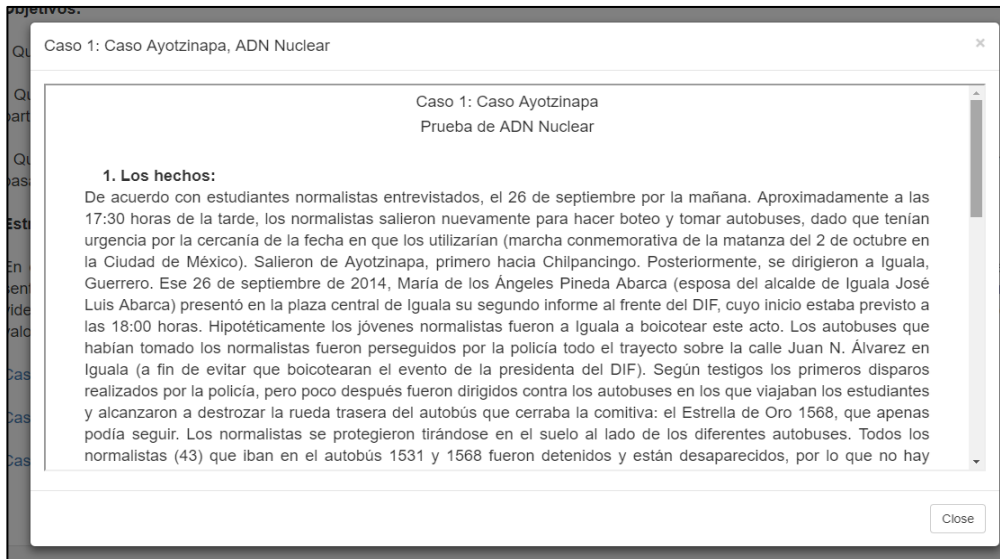 Objetivos:
Caso 1: Caso Ayotzinapa, ADN Nuclear
×
Caso 1: Caso Ayotzinapa
Prueba de ADN Nuclear
1. Los hechos:
De acuerdo con estudiantes normalistas entrevistados, el 26 de septiembre por la mañana. Aproximadamente a las
17:30 horas de la tarde, los normalistas salieron nuevamente para hacer boteo y tomar autobuses, dado que tenían
urgencia por la cercanía de la fecha en que los utilizarían (marcha conmemorativa de la matanza del 2 de octubre en
la Ciudad de México). Salieron de Ayotzinapa, primero hacia Chilpancingo. Posteriormente, se dirigieron a Iguala,
Guerrero. Ese 26 de septiembre de 2014, María de los Ángeles Pineda Abarca (esposa del alcalde de Iguala José
Luis Abarca) presentó en la plaza central de Iguala su segundo informe al frente del DIF, cuyo inicio estaba previsto a
las 18:00 horas. Hipotéticamente los jóvenes normalistas fueron a Iguala a boicotear este acto. Los autobuses que
habían tomado los normalistas fueron perseguidos por la policía todo el trayecto sobre la calle Juan N. Álvarez en
Iguala (a fin de evitar que boicotearan el evento de la presidenta del DIF). Según testigos los primeros disparos
realizados por la policía, pero poco después fueron dirigidos contra los autobuses en los que viajaban los estudiantes
y alcanzaron a destrozar la rueda trasera del autobús que cerraba la comitiva: el Estrella de Oro 1568, que apenas
podía seguir. Los normalistas se protegieron tirándose en el suelo al lado de los diferentes autobuses. Todos los
normalistas (43) que iban en el autobús 1531 y 1568 fueron detenidos y están desaparecidos, por lo que no hay
Close